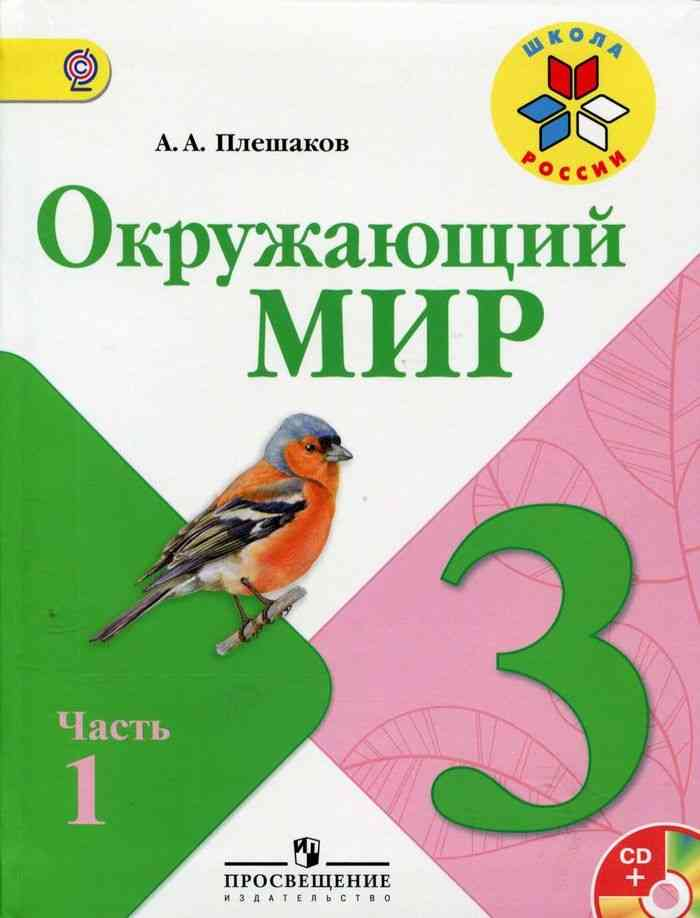 ШКОЛА
РОССИИ
А. А. Плешаков
Окружающий
МИР
3
Часть
1
CD
+
ПРОСВЕЩЕНИЕ
ИЗДАТЕЛЬСТВО